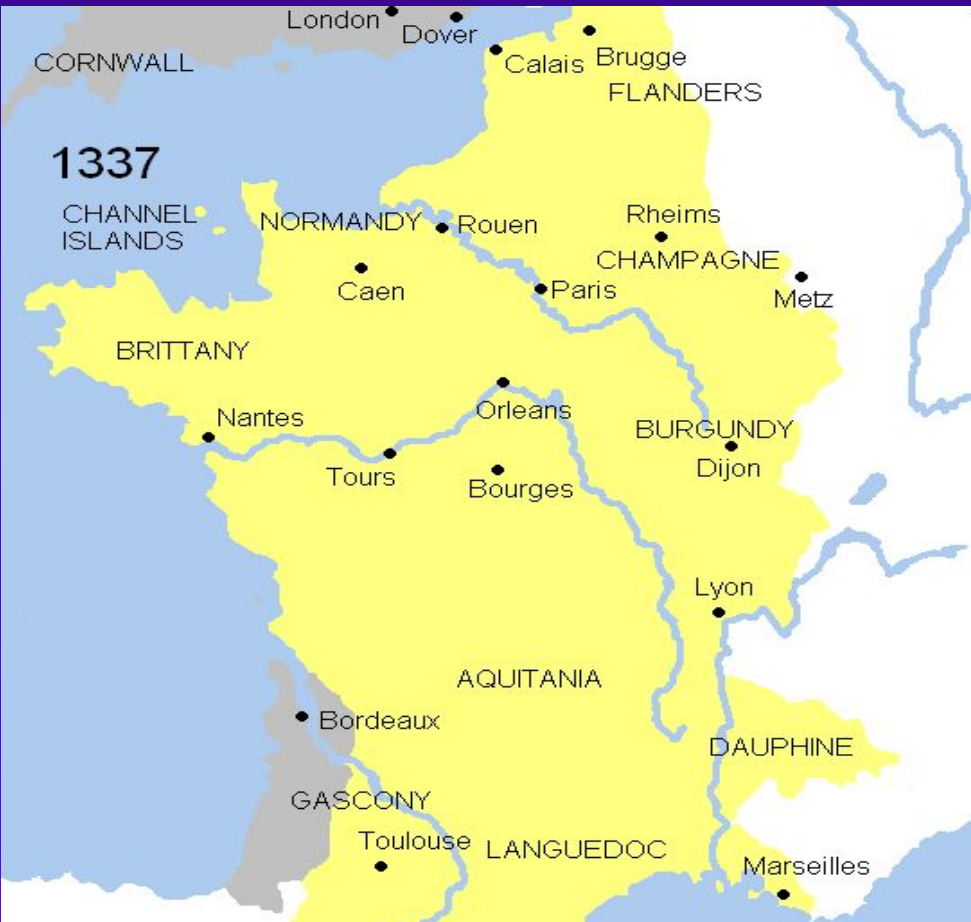 London
Dover
CORNWALL
Calais
Brugge
FLANDERS
1337
CHANNEL
ISLANDS
NORMANDY
Rouen
Rheims
CHAMPAGNE
Caen
Paris
Metz
BRITTANY
Orleans
Nantes
BURGUNDY
Dijon
Tours
Bourges
Lyon
AQUITANIA
Bordeaux
DAUPHINE
GASCONY
Toulouse
LANGUEDOC
Marseilles